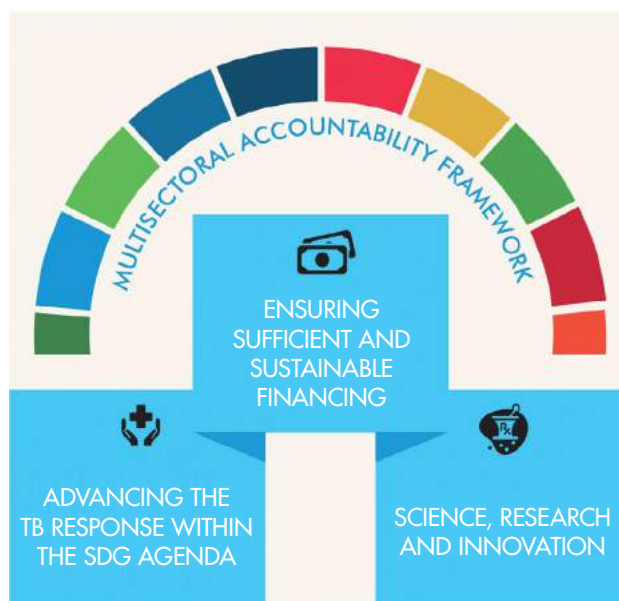 MULTISECTORAL ACCOUNTABILITY FRAMEWORK
ENSURING
SUFFICIENT AND
SUSTAINABLE
FINANCING
ADVANCING THE
TB RESPONSE WITHIN
THE SDG AGENDA
Rx
SCIENCE, RESEARCH
AND INNOVATION